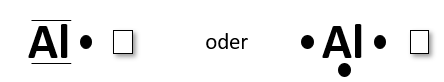 Al • □ oder • Al • □